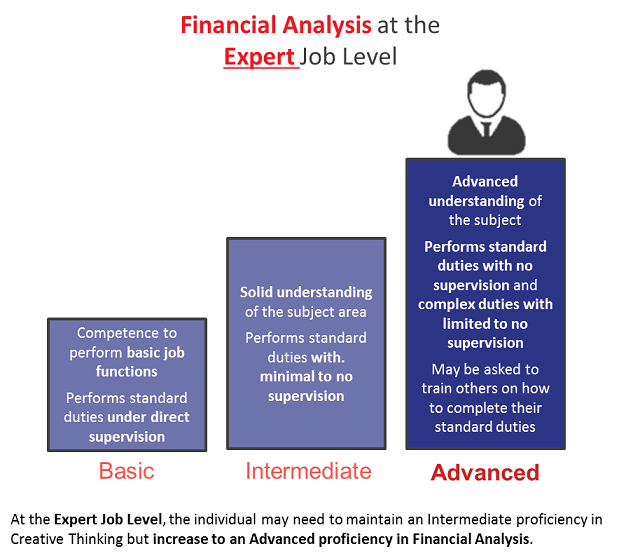 Financial Analysis at the
Expert Job Level
Advanced
understanding of
the subject
Performs standard
duties with no
supervision and
complex duties with
limited to no
supervision
May be asked to
train others on how
to complete their
standard duties
Solid understanding
of the subject area
Performs standard
duties with.
minimal to no
supervision
Competence to
perform basic job
functions
Performs standard
duties under direct
supervision
Basic
Intermediate
Advanced
At the Expert Job Level, the individual may need to maintain an Intermediate proficiency in
Creative Thinking but increase to an Advanced proficiency in Financial Analysis.